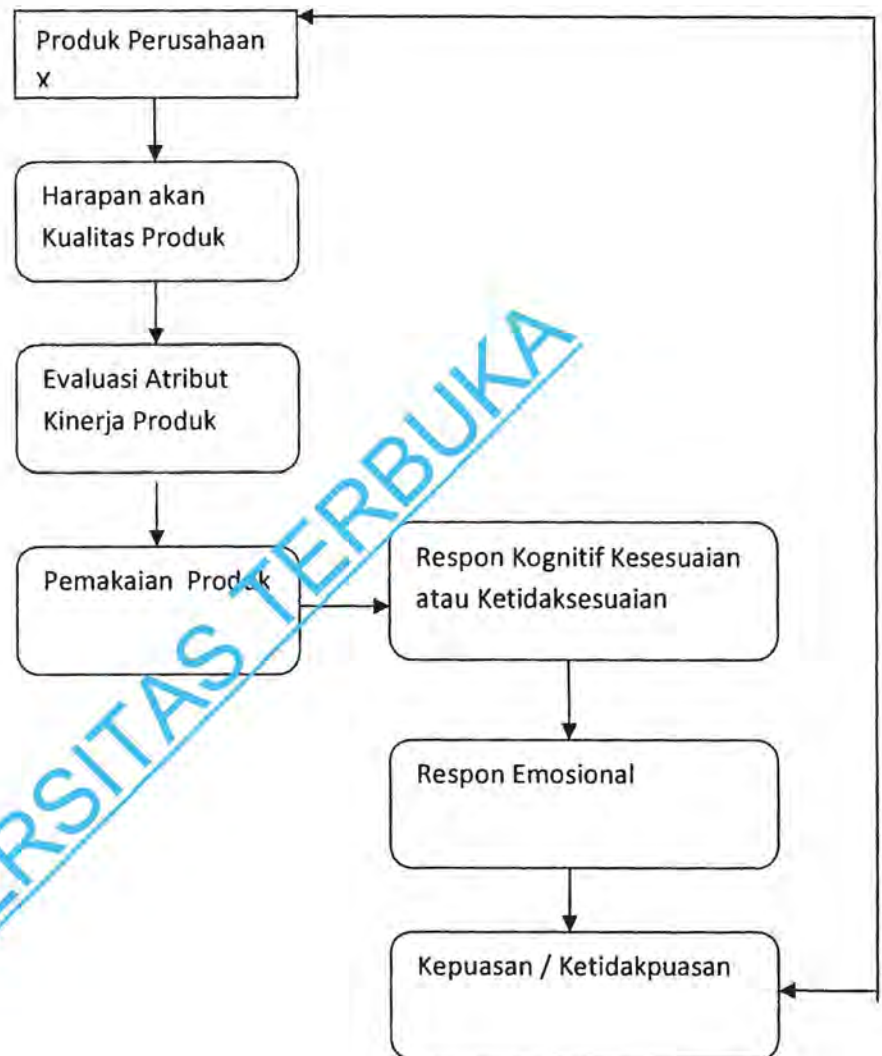 Produk Perusahaan
X
Harapan akan
Kualitas Produk
Evaluasi Atribut
Kinerja Produk
Pemakaian Produk
Respon Kognitif Kesesuaian
atau Ketidaksesuaian
Respon Emosional
Kepuasan / Ketidakpuasan
ERSITAS TERBUKA